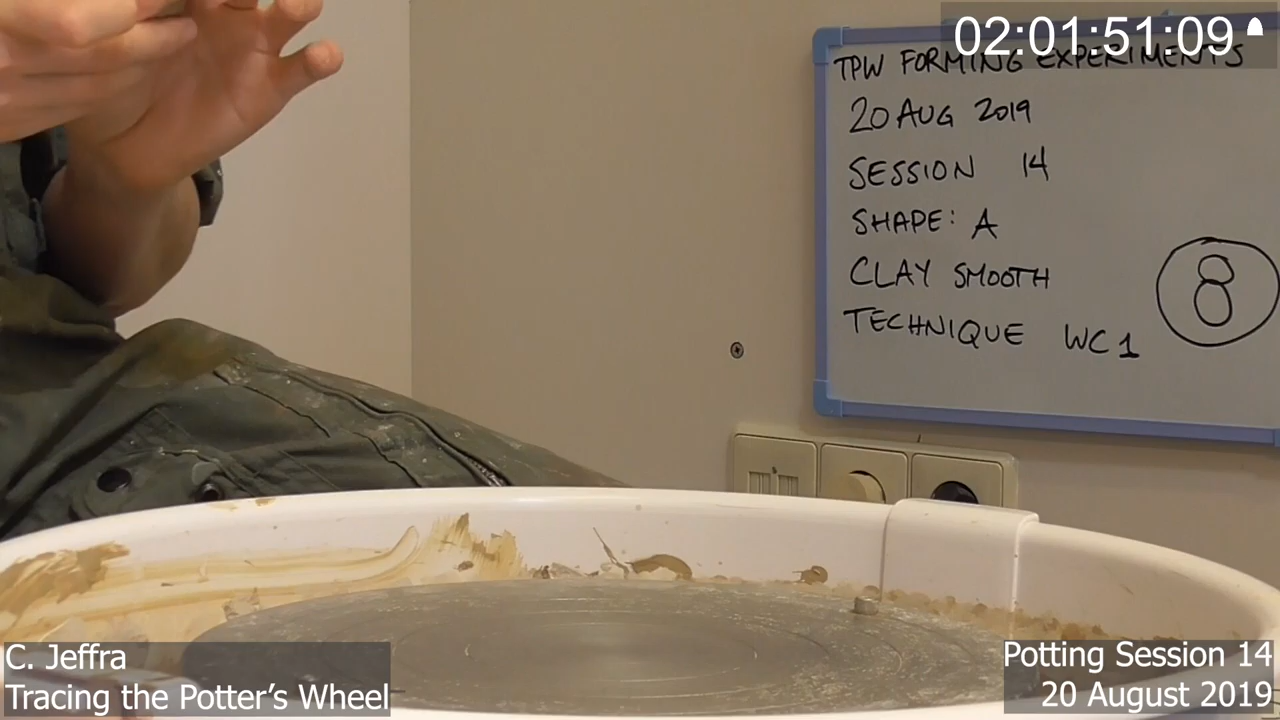 02:01:51:09
TPW FORMING EXPERIMENTS
20 AUG 2019
SESSION 14
SHAPE: A
CLAY SMOOTH
8
TECHNIQUE WC1
C. Jeffra
Tracing the Potter's Wheel
Potting Session 14
20 August 2019